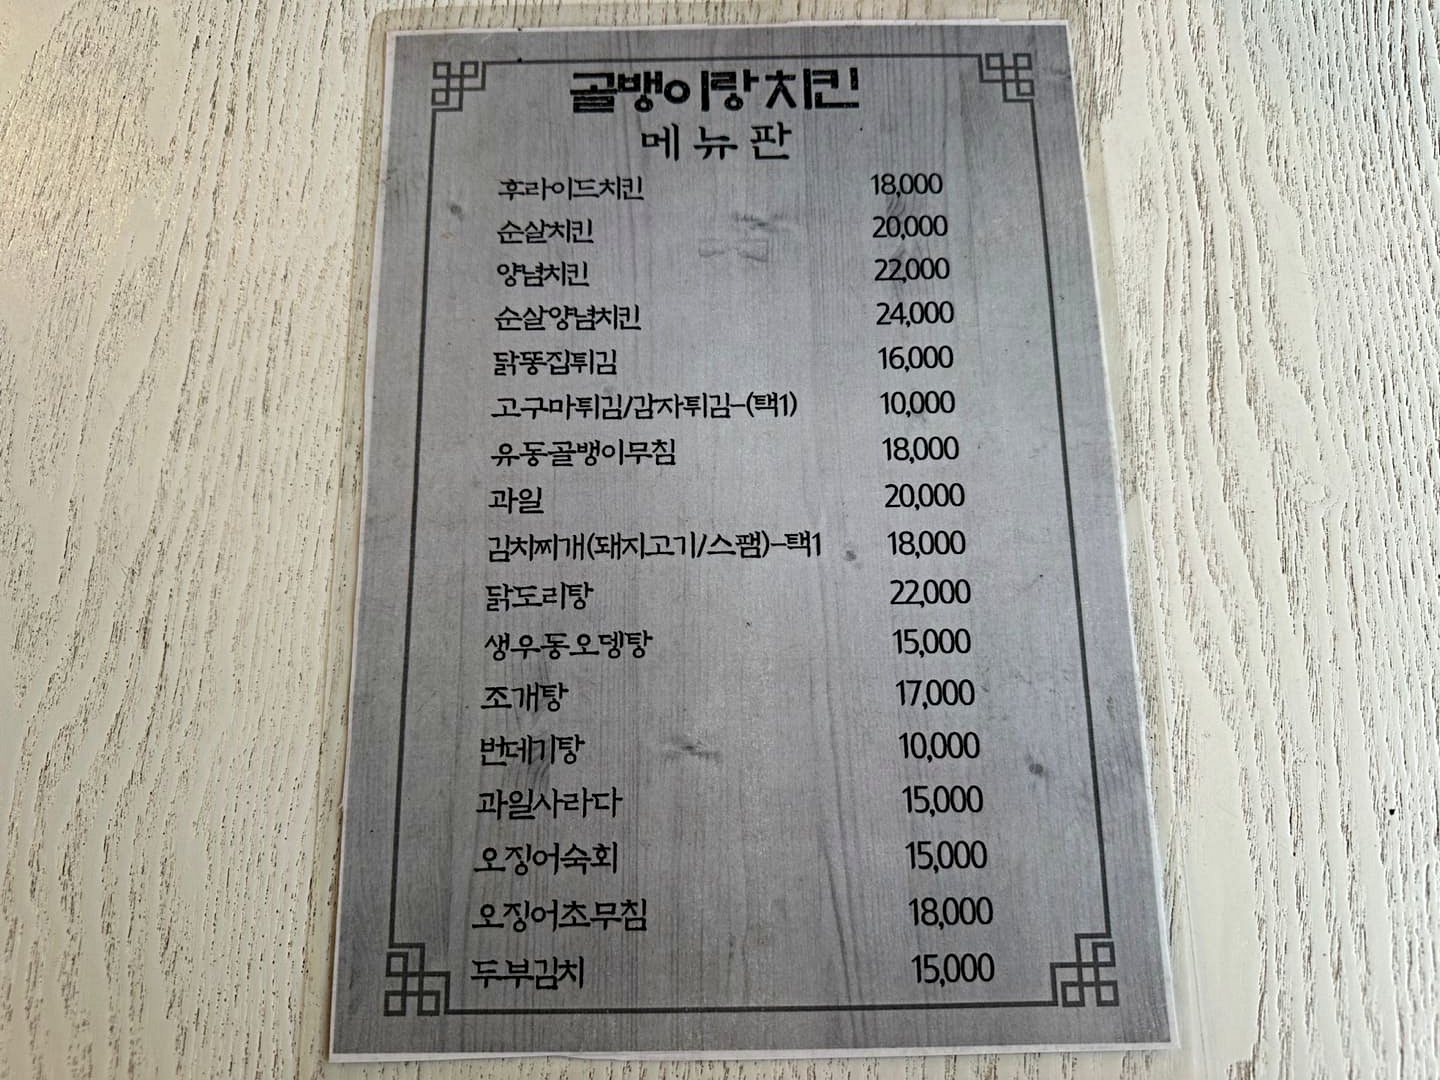 골뱅이랑치킨
메뉴판
후라이드치킨 18,000
순살치킨 20,000
양념치킨 22,000
순살양념치킨 24,000
닭똥집튀김 16,000
고구마튀김/감자튀김-(택1) 10,000
유동골뱅이무침 18,000
과일 20,000
김치찌개(돼지고기/스팸)-택1 18,000
닭도리탕 22,000
생우동오뎅탕 15,000
조개탕 17,000
번데기탕 10,000
과일사라다 15,000
오징어숙회 15,000
오징어초무침 18,000
두부김치 15,000